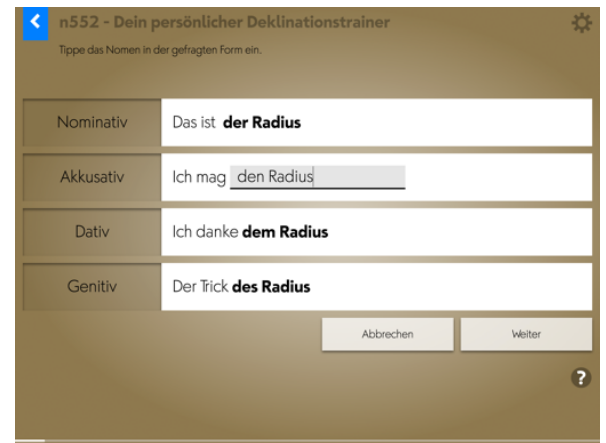 n552 - Dein persönlicher Deklinationstrainer
Tippe das Nomen in der gefragten Form ein.
Nominativ Das ist der Radius
Akkusativ Ich mag den Radius
Dativ Ich danke dem Radius
Genitiv Der Trick des Radius
Abbrechen Weiter
?